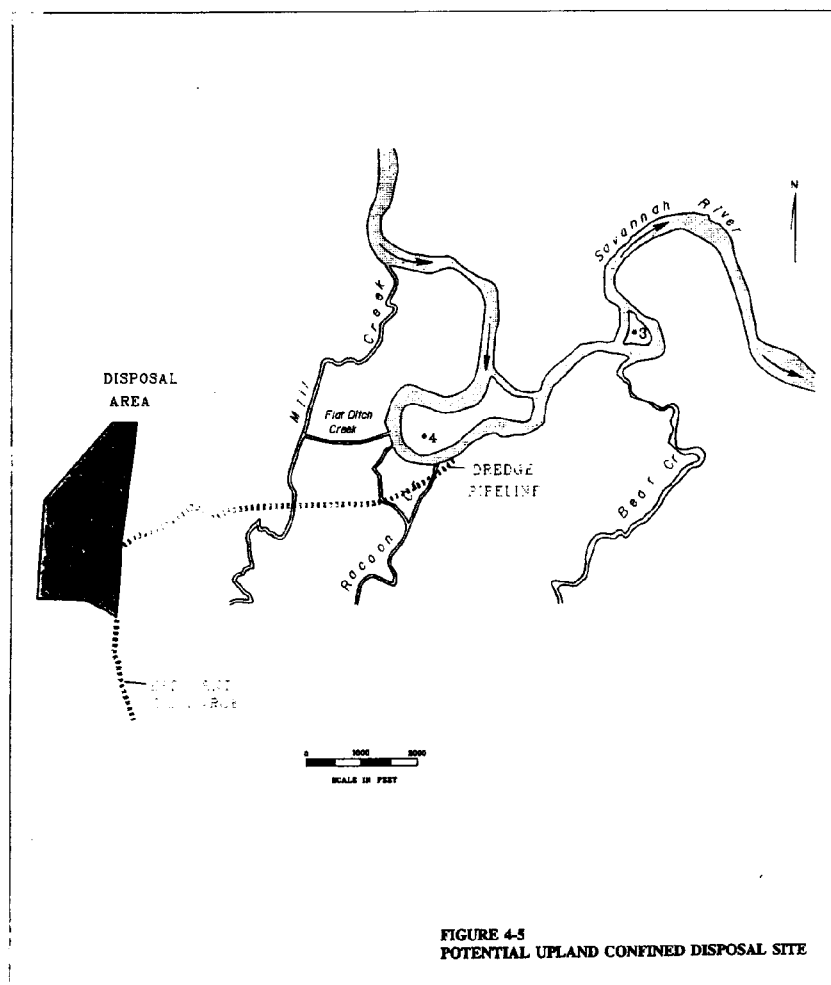 N
Savannah River
Mill Creek
*3
DISPOSAL
AREA
Flat Ditch
Creek
*4
DREDGE
PIPELINE
Bear Cr
Racoon
0 1000 2000
SCALE IN FEET
FIGURE 4-5
POTENTIAL UPLAND CONFINED DISPOSAL SITE